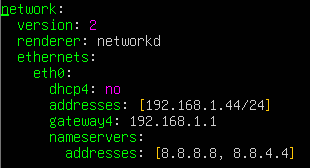 network:
  version: 2
  renderer: networkd
  ethernets:
    eth0:
      dhcp4: no
      addresses: [192.168.1.44/24]
      gateway4: 192.168.1.1
      nameservers:
        addresses: [8.8.8.8, 8.8.4.4]